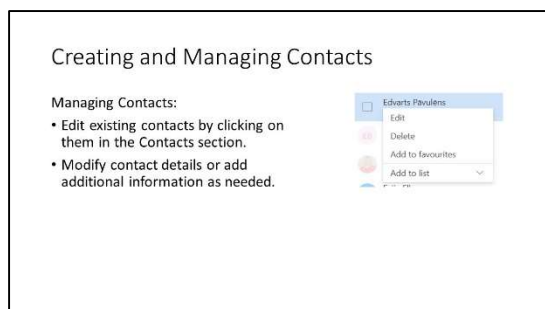 Creating and Managing Contacts
Managing Contacts:
• Edit existing contacts by clicking on
them in the Contacts section.
• Modify contact details or add
additional information as needed.
Edvarts Pavulēns
Edit
Delete
Add to favourites
Add to list